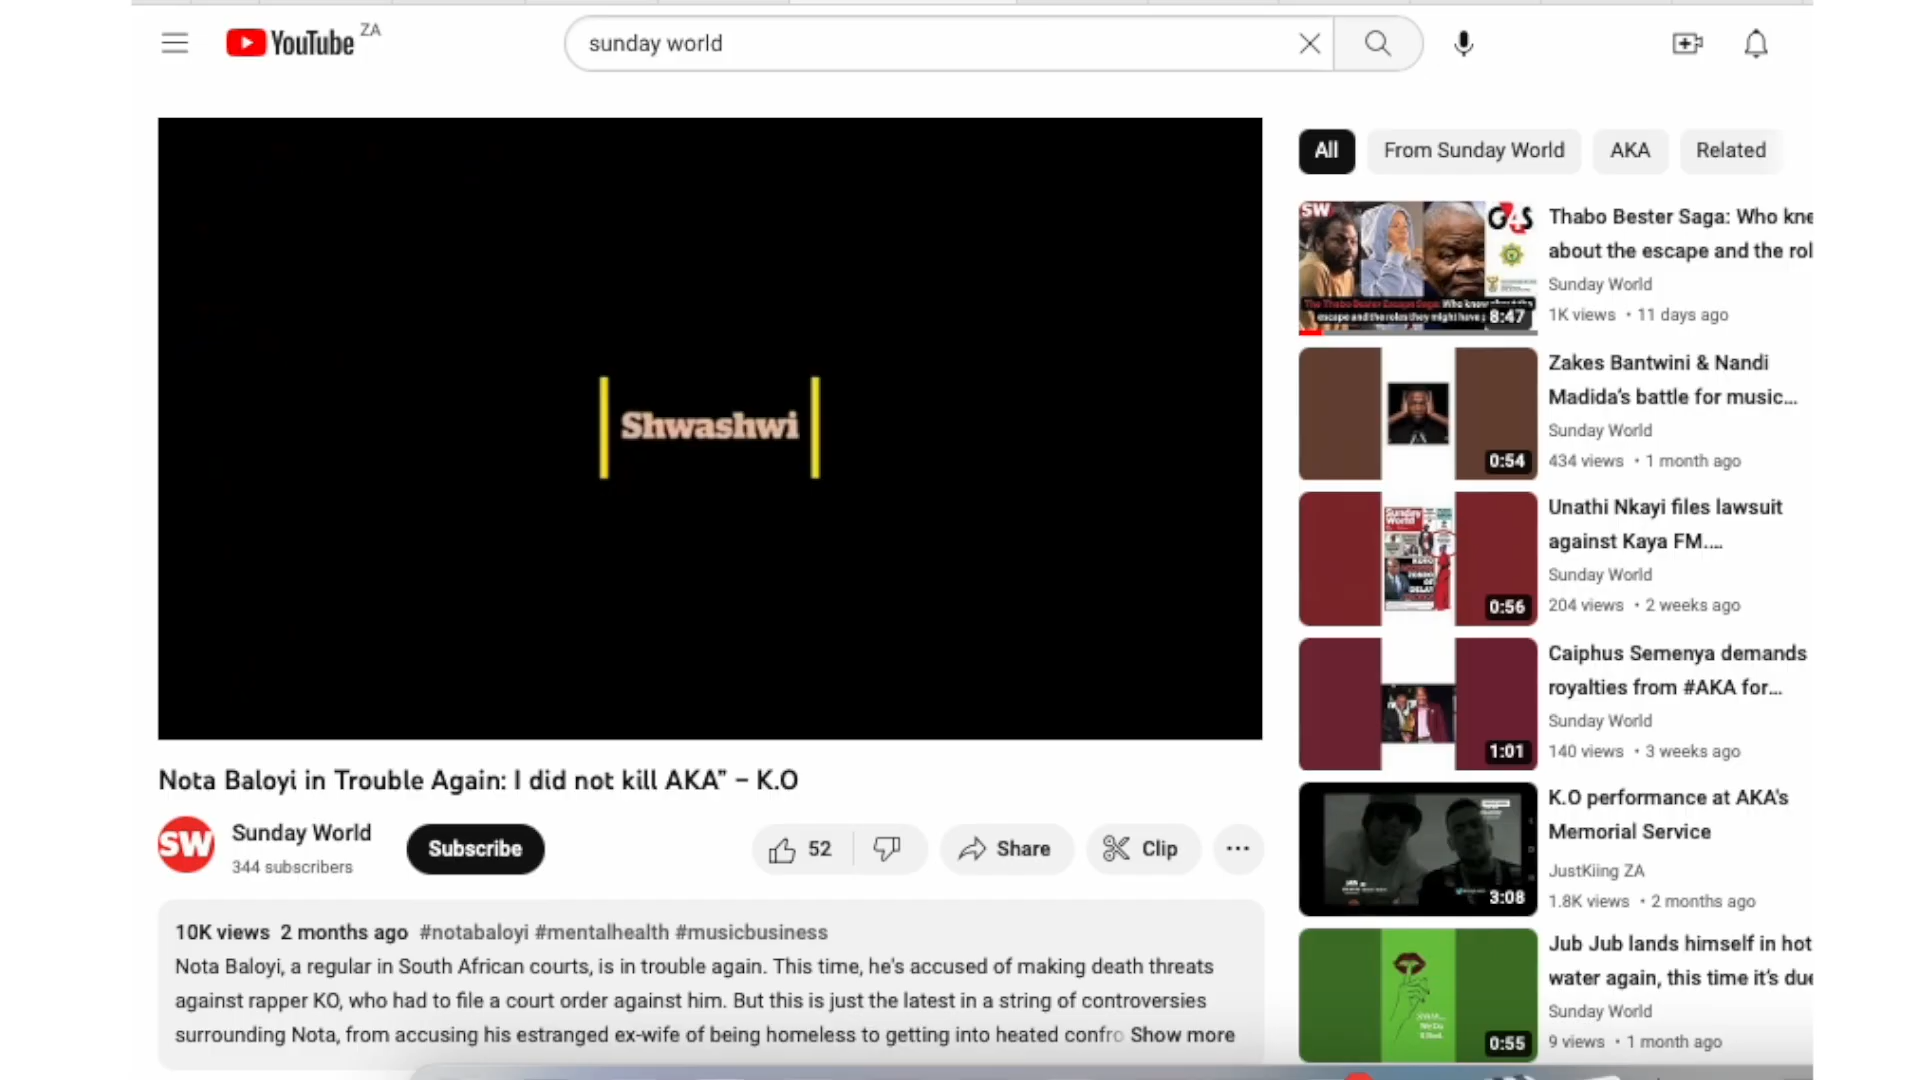 YouTube ZA
sunday world
Shwashwi
Nota Baloyi in Trouble Again: I did not kill AKA” – K.O
SW
Sunday World
344 subscribers
Subscribe
52
Share
Clip
10K views 2 months ago #notabaloyi #mentalhealth #musicbusiness
Nota Baloyi, a regular in South African courts, is in trouble again. This time, he's accused of making death threats
against rapper KO, who had to file a court order against him. But this is just the latest in a string of controversies
surrounding Nota, from accusing his estranged ex-wife of being homeless to getting into heated confro Show more
All
From Sunday World
AKA
Related
SW
G4S
8:47
Thabo Bester Saga: Who kne
about the escape and the rol
Sunday World
1K views • 11 days ago
0:54
Zakes Bantwini & Nandi
Madida’s battle for music...
Sunday World
434 views • 1 month ago
Sunday
World
0:56
Unathi Nkayi files lawsuit
against Kaya FM....
Sunday World
204 views • 2 weeks ago
1:01
Caiphus Semenya demands
royalties from #AKA for...
Sunday World
140 views • 3 weeks ago
3:08
K.O performance at AKA's
Memorial Service
JustKiing ZA
1.8K views • 2 months ago
0:55
Jub Jub lands himself in hot
water again, this time it’s due
Sunday World
9 views • 1 month ago